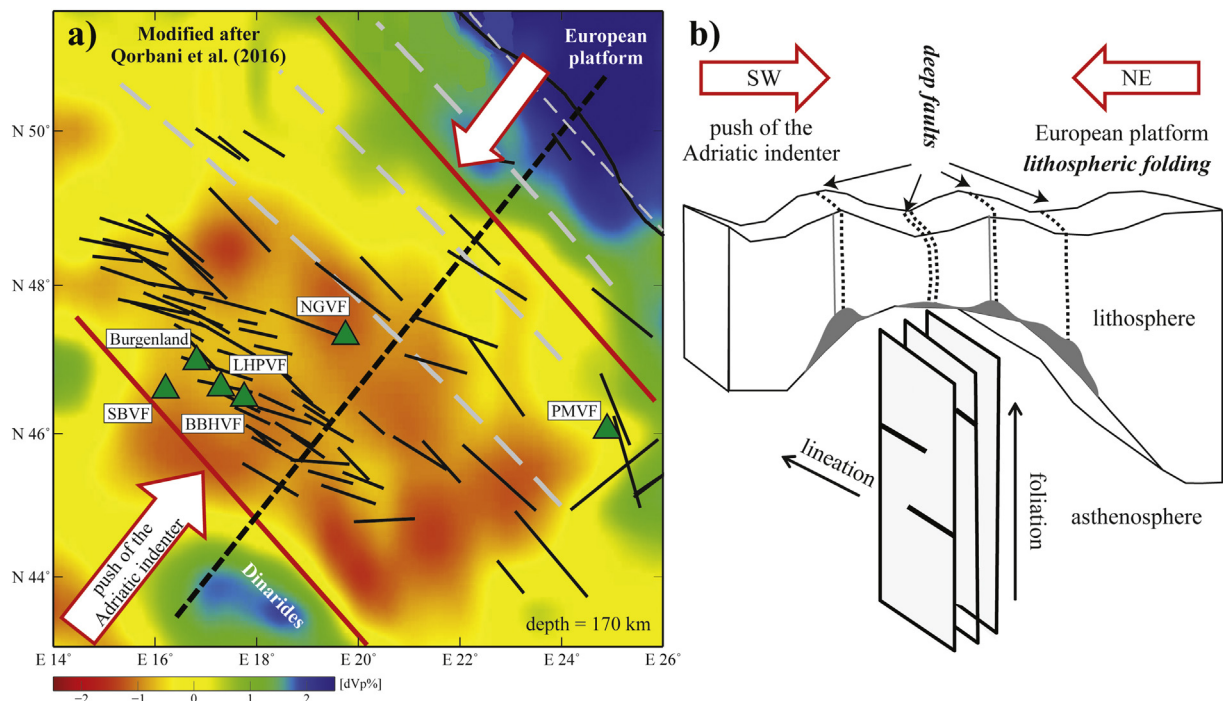 a)
Modified after
Qorbani et al. (2016)
European
platform
N 50°
N 48°
N 46°
N 44°
NGVF
Burgenland
LHPVF
SBVF
BBHVF
PMVF
push of the
Adriatic indenter
Dinarides
depth = 170 km
E 14°
E 16°
E 18°
E 20°
E 22°
E 24°
E 26°
−2
−1
0
1
2
[dVp%]
b)
SW
deep faults
NE
push of the
Adriatic indenter
European platform
lithospheric folding
lithosphere
lineation
foliation
asthenosphere